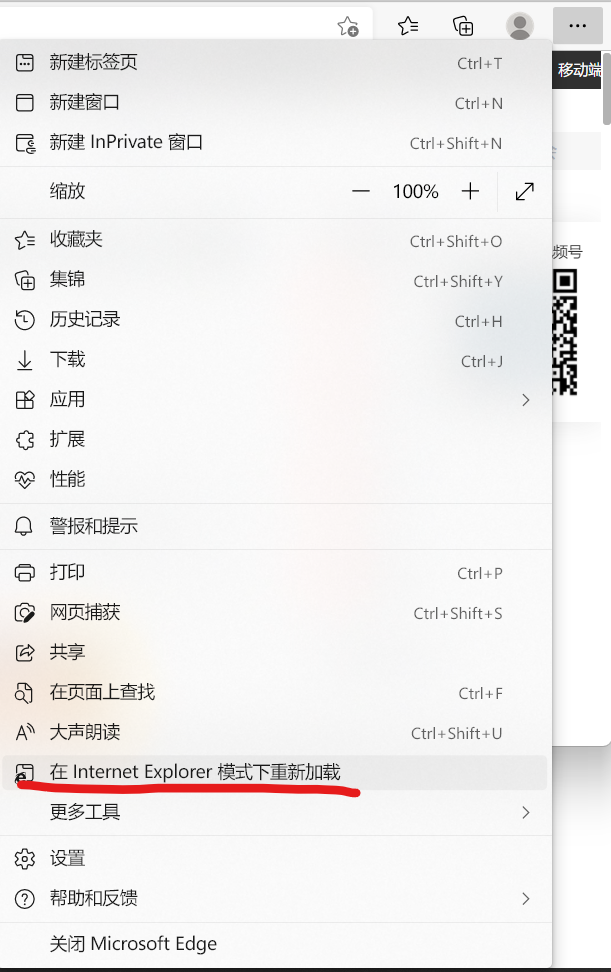 移动端
新建标签页 Ctrl+T
新建窗口 Ctrl+N
新建 InPrivate 窗口 Ctrl+Shift+N
缩放 100%
收藏夹 Ctrl+Shift+O
频号
集锦 Ctrl+Shift+Y
历史记录 Ctrl+H
下载 Ctrl+J
应用
扩展
性能
警报和提示
打印 Ctrl+P
网页捕获 Ctrl+Shift+S
共享
在页面上查找 Ctrl+F
大声朗读 Ctrl+Shift+U
在 Internet Explorer 模式下重新加载
更多工具
设置
帮助和反馈
关闭 Microsoft Edge